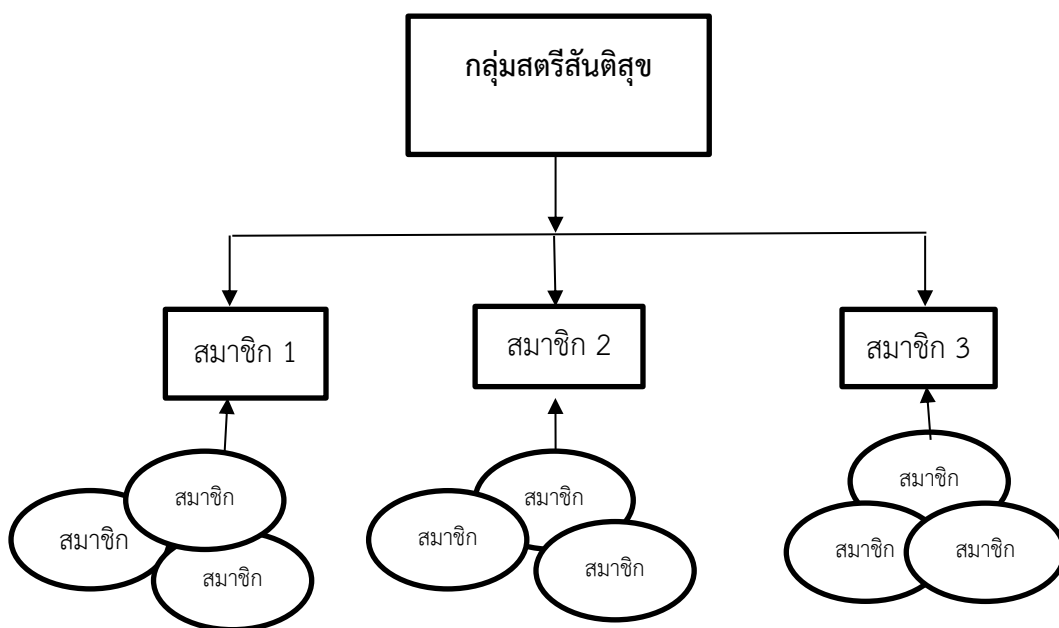 กลุ่มสตรีสันติสุข
สมาชิก 1
สมาชิก 2
สมาชิก 3
สมาชิก
สมาชิก
สมาชิก
สมาชิก
สมาชิก
สมาชิก
สมาชิก
สมาชิก
สมาชิก